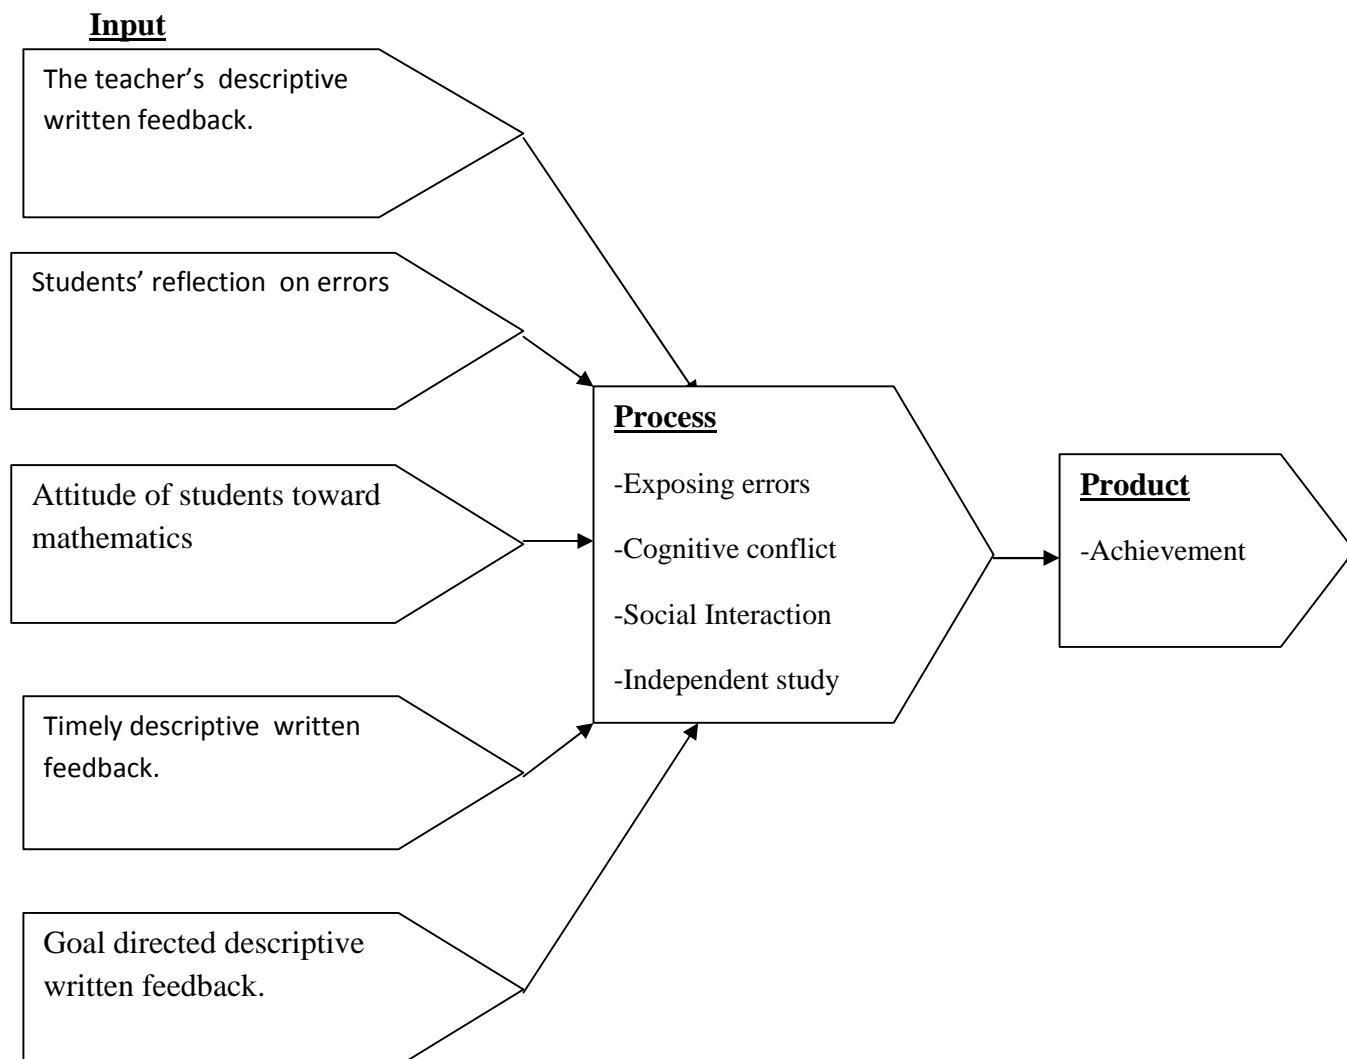 Input
The teacher’s descriptive
written feedback.
Students’ reflection on errors
Attitude of students toward
mathematics
Timely descriptive written
feedback.
Goal directed descriptive
written feedback.
Process
-Exposing errors
-Cognitive conflict
-Social Interaction
-Independent study
Product
-Achievement